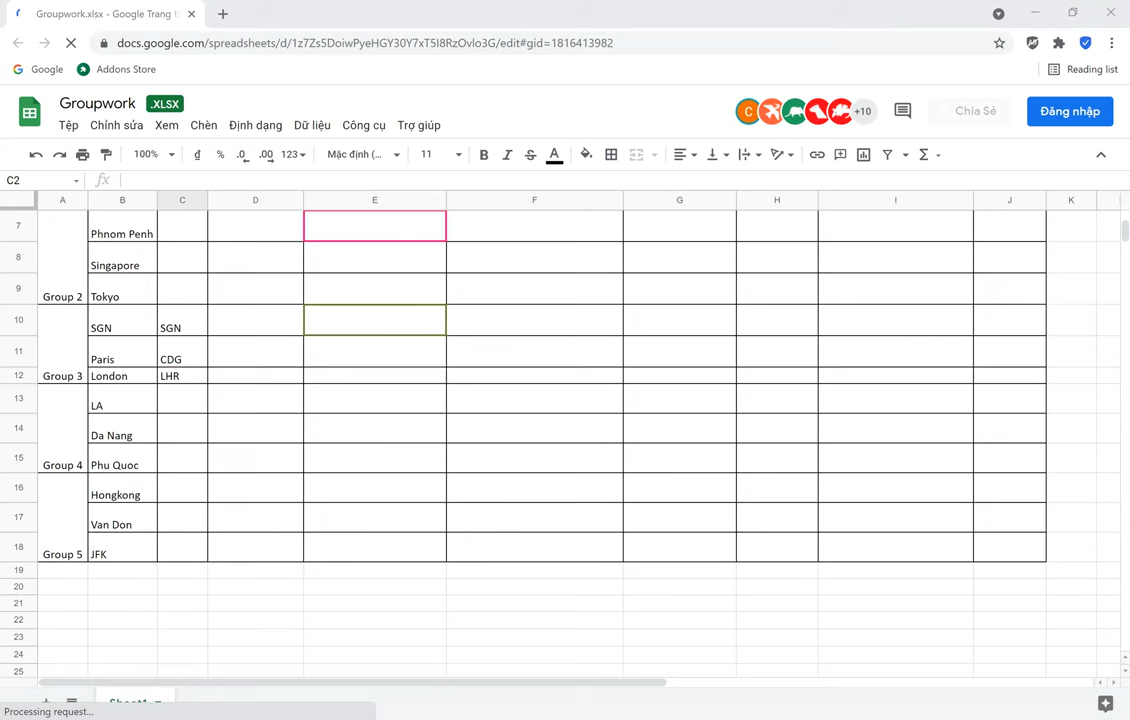 Groupwork.xlsx - Google Trang t
docs.google.com/spreadsheets/d/1z7Zs5DoiwPyeHGY30Y7xT5I8RzOvlo3G/edit#gid=1816413982
Google Addons Store Reading list
Groupwork .XLSX C +10 Chia Sẻ Đăng nhập
Tệp Chỉnh sửa Xem Chèn Định dạng Dữ liệu Công cụ Trợ giúp
100% đ % .0 .00 123 Mặc định (... 11 B I S A Σ
C2 fx
A B C D E F G H I J K
7 Phnom Penh
8 Singapore
9 Group 2 Tokyo
10 SGN SGN
11 Paris CDG
12 Group 3 London LHR
13 LA
14 Da Nang
15 Group 4 Phu Quoc
16 Hongkong
17 Van Don
18 Group 5 JFK
19
20
21
22
23
24
25
Sheet1
Processing request...